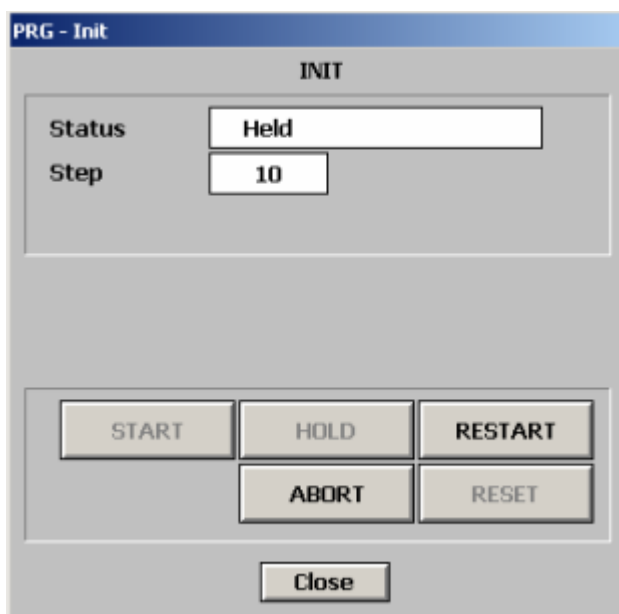 PRG - Init
INIT
Status Held
Step 10
START HOLD RESTART
ABORT RESET
Close